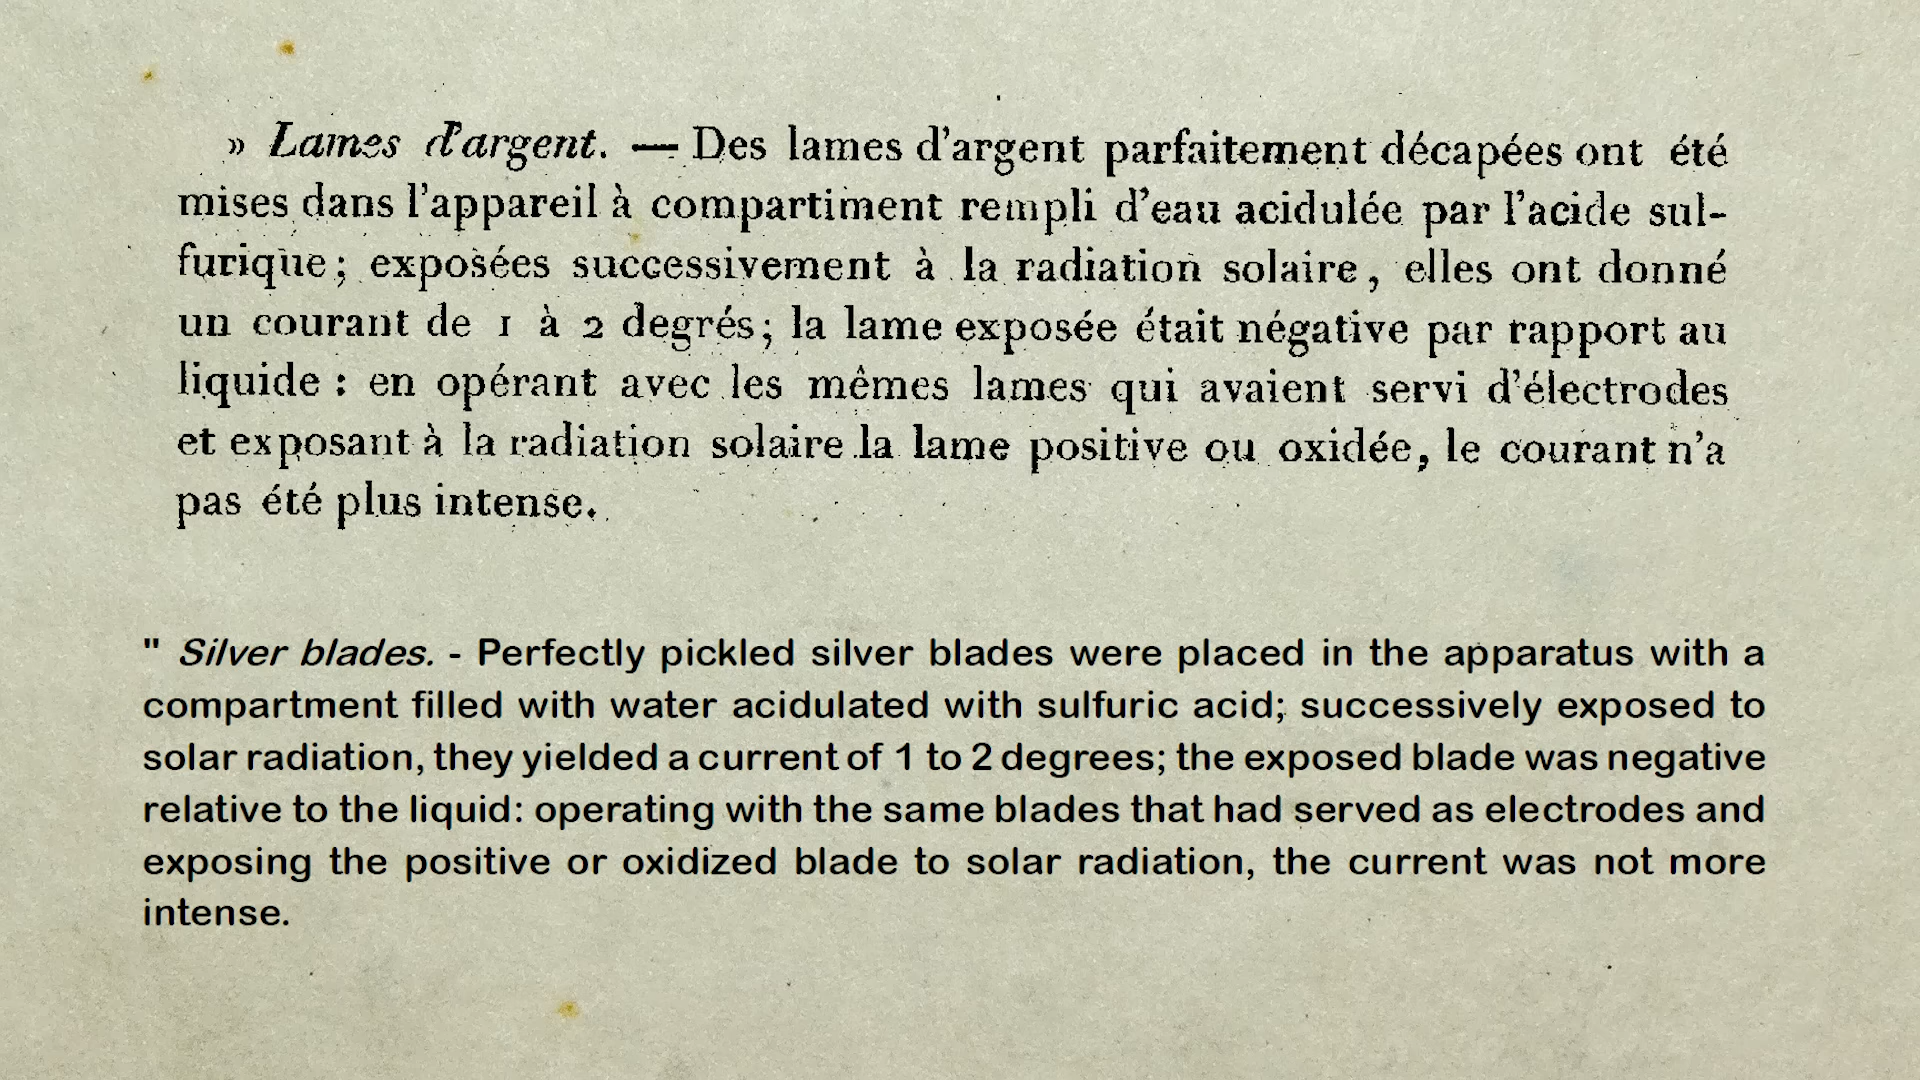 » Lames d'argent. — Des lames d'argent parfaitement décapées ont été
mises dans l'appareil à compartiment rempli d'eau acidulée par l'acide sul-
furique; exposées successivement à la radiation solaire, elles ont donné
un courant de 1 à 2 degrés; la lame exposée était négative par rapport au
liquide : en opérant avec les mêmes lames qui avaient servi d'électrodes
et exposant à la radiation solaire la lame positive ou oxidée, le courant n'a
pas été plus intense.
" Silver blades. - Perfectly pickled silver blades were placed in the apparatus with a
compartment filled with water acidulated with sulfuric acid; successively exposed to
solar radiation, they yielded a current of 1 to 2 degrees; the exposed blade was negative
relative to the liquid: operating with the same blades that had served as electrodes and
exposing the positive or oxidized blade to solar radiation, the current was not more
intense.